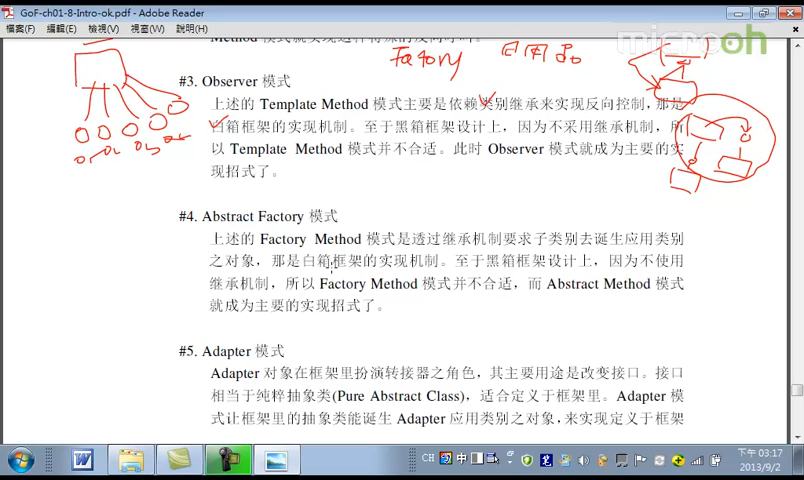 GoF-ch01-8-Intro-ok.pdf - Adobe Reader
檔案(F) 編輯(E) 檢視(V) 視窗(W) 說明(H)
microoh
Factory
#3. Observer 模式
上述的 Template Method 模式主要是依赖类别继承来实现反向控制，那是
白箱框架的实现机制。至于黑箱框架设计上，因为不采用继承机制，所
以 Template Method 模式并不合适。此时 Observer 模式就成为主要的实
现招式了。
#4. Abstract Factory 模式
上述的 Factory Method 模式是透过继承机制要求子类别去诞生应用类别
之对象，那是白箱框架的实现机制。至于黑箱框架设计上，因为不使用
继承机制，所以 Factory Method 模式并不合适，而 Abstract Method 模式
就成为主要的实现招式了。
#5. Adapter 模式
Adapter 对象在框架里扮演转接器之角色，其主要用途是改变接口。接口
相当于纯粹抽象类(Pure Abstract Class)，适合定义于框架里。Adapter 模
式让框架里的抽象类能诞生 Adapter 应用类别之对象，来实现定义于框架
CH 中
下午 03:17
2013/9/2